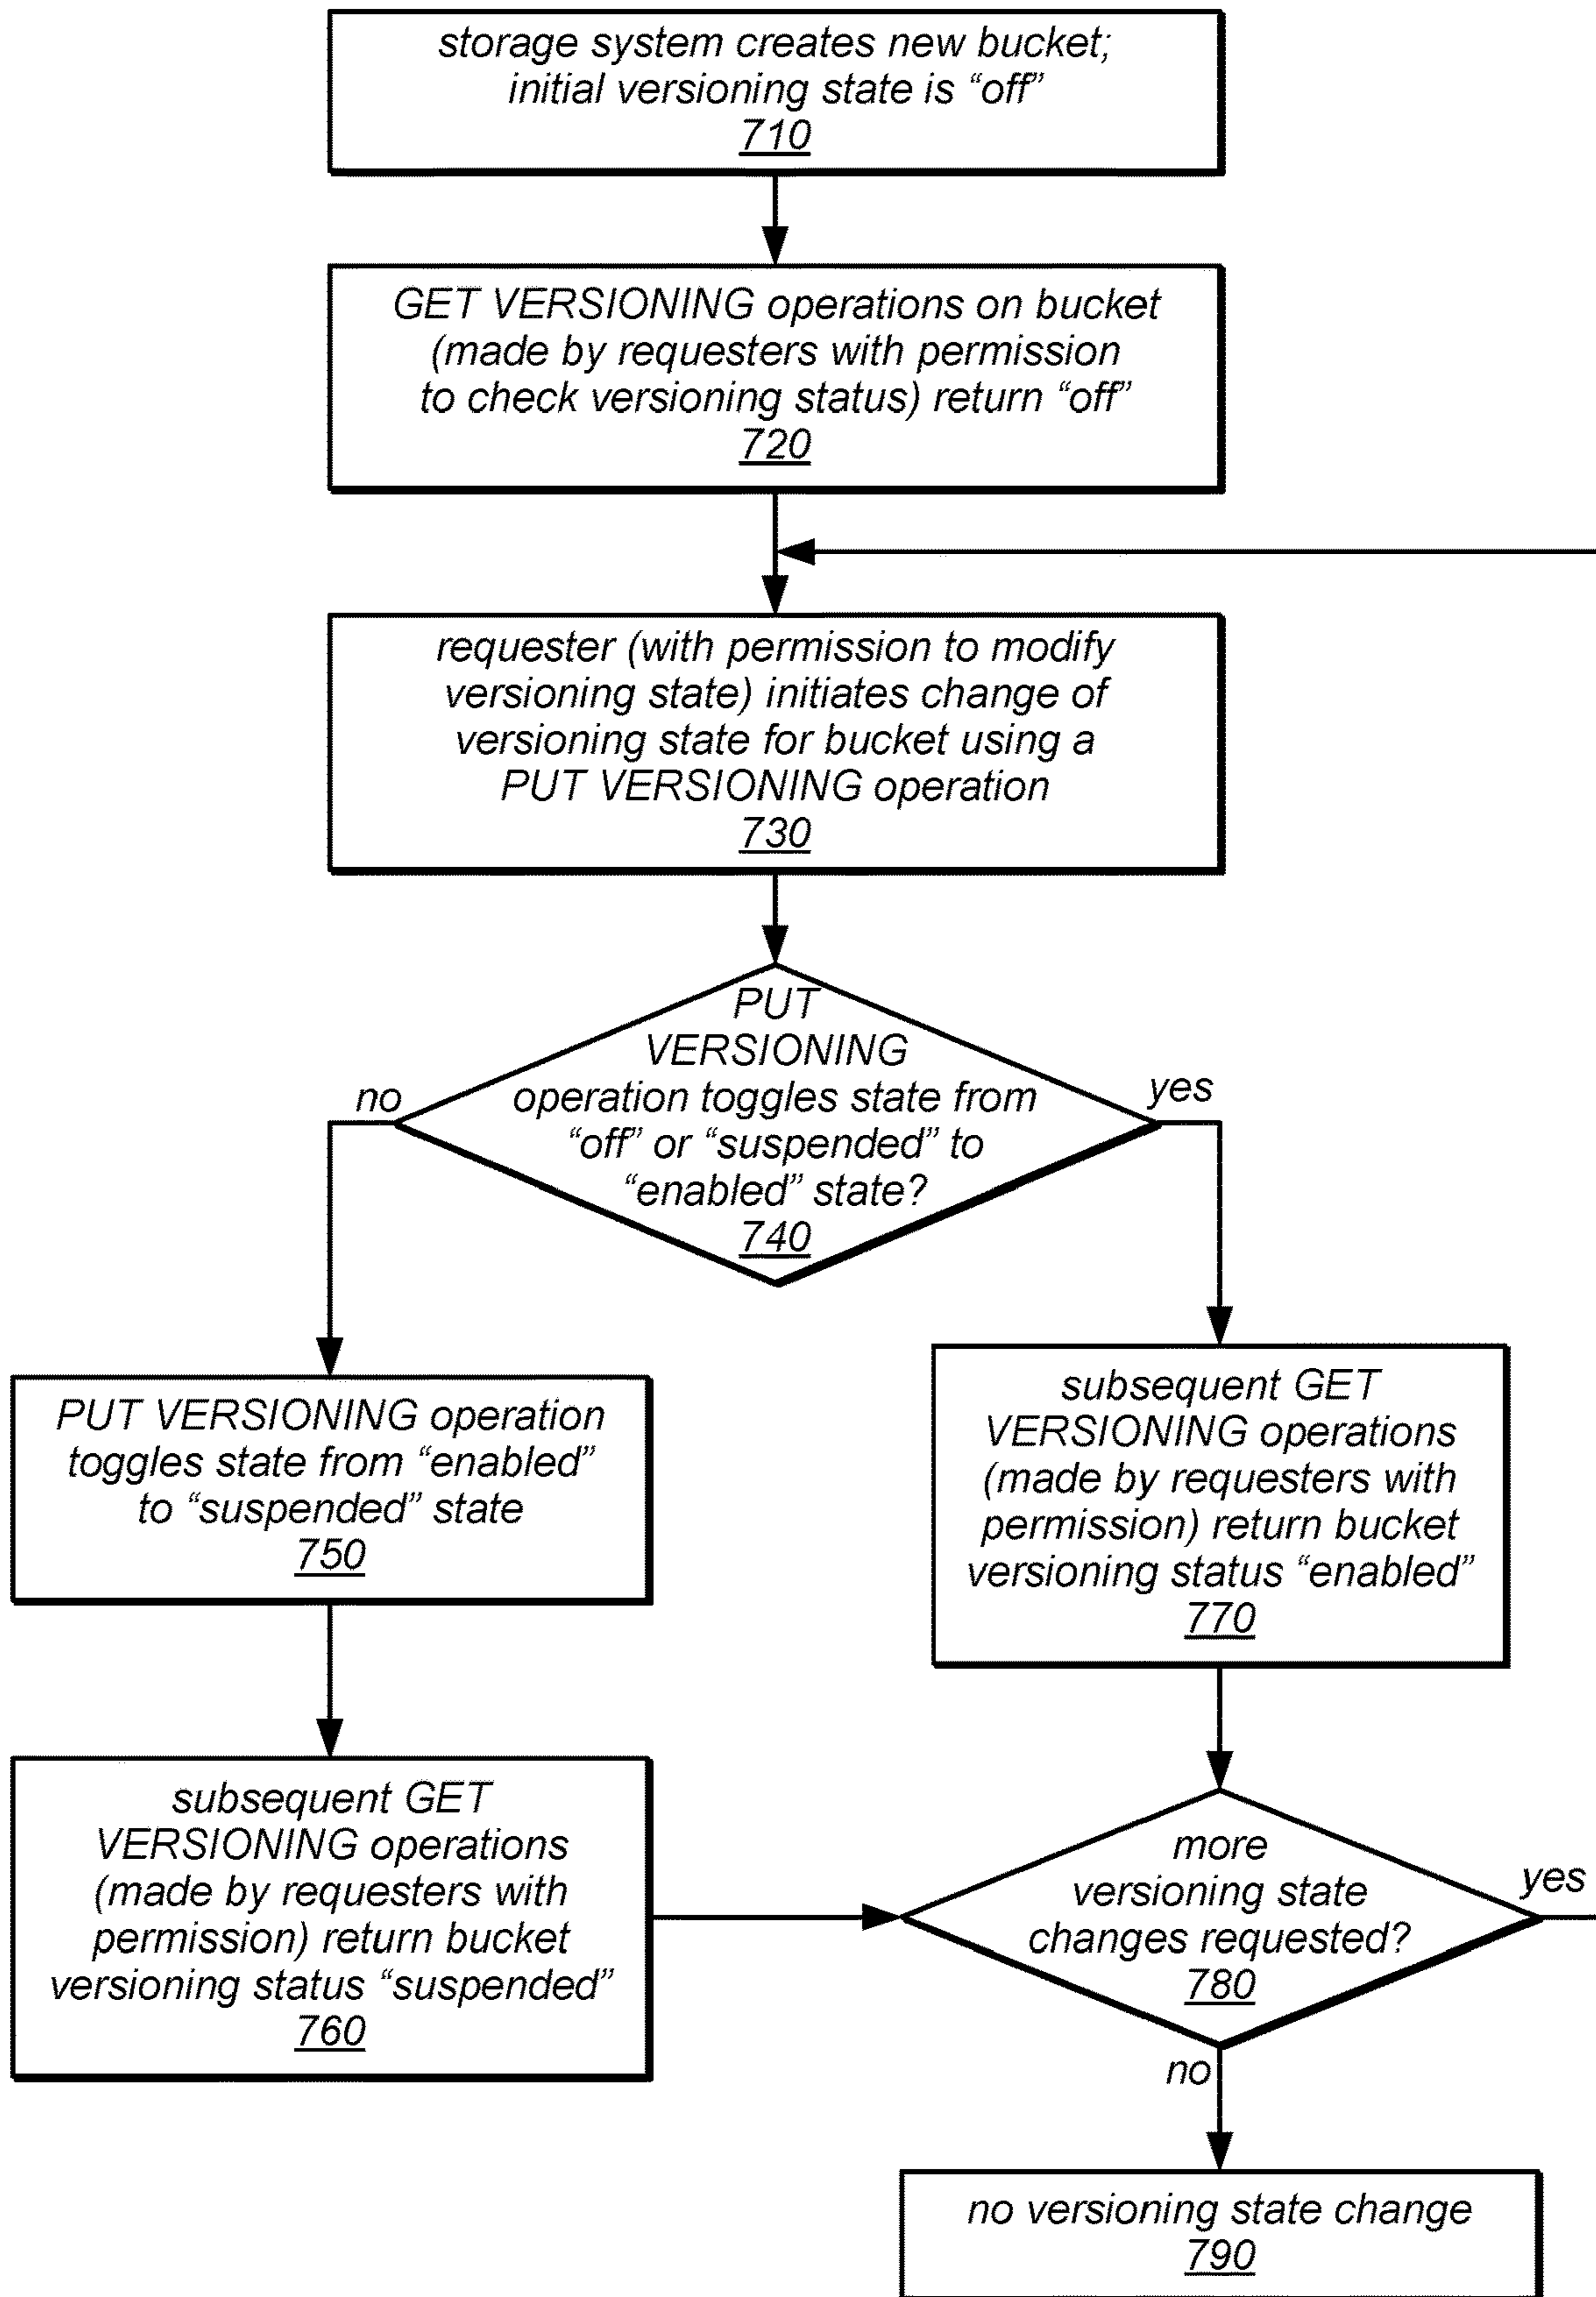 storage system creates new bucket;
initial versioning state is “off”
710
GET VERSIONING operations on bucket
(made by requesters with permission
to check versioning status) return “off”
720
requester (with permission to modify
versioning state) initiates change of
versioning state for bucket using a
PUT VERSIONING operation
730
PUT
VERSIONING
operation toggles state from
“off” or “suspended” to
“enabled” state?
740
no
yes
PUT VERSIONING operation
toggles state from “enabled”
to “suspended” state
750
subsequent GET
VERSIONING operations
(made by requesters with
permission) return bucket
versioning status “enabled”
770
subsequent GET
VERSIONING operations
(made by requesters with
permission) return bucket
versioning status “suspended”
760
more
versioning state
changes requested?
780
yes
no
no versioning state change
790